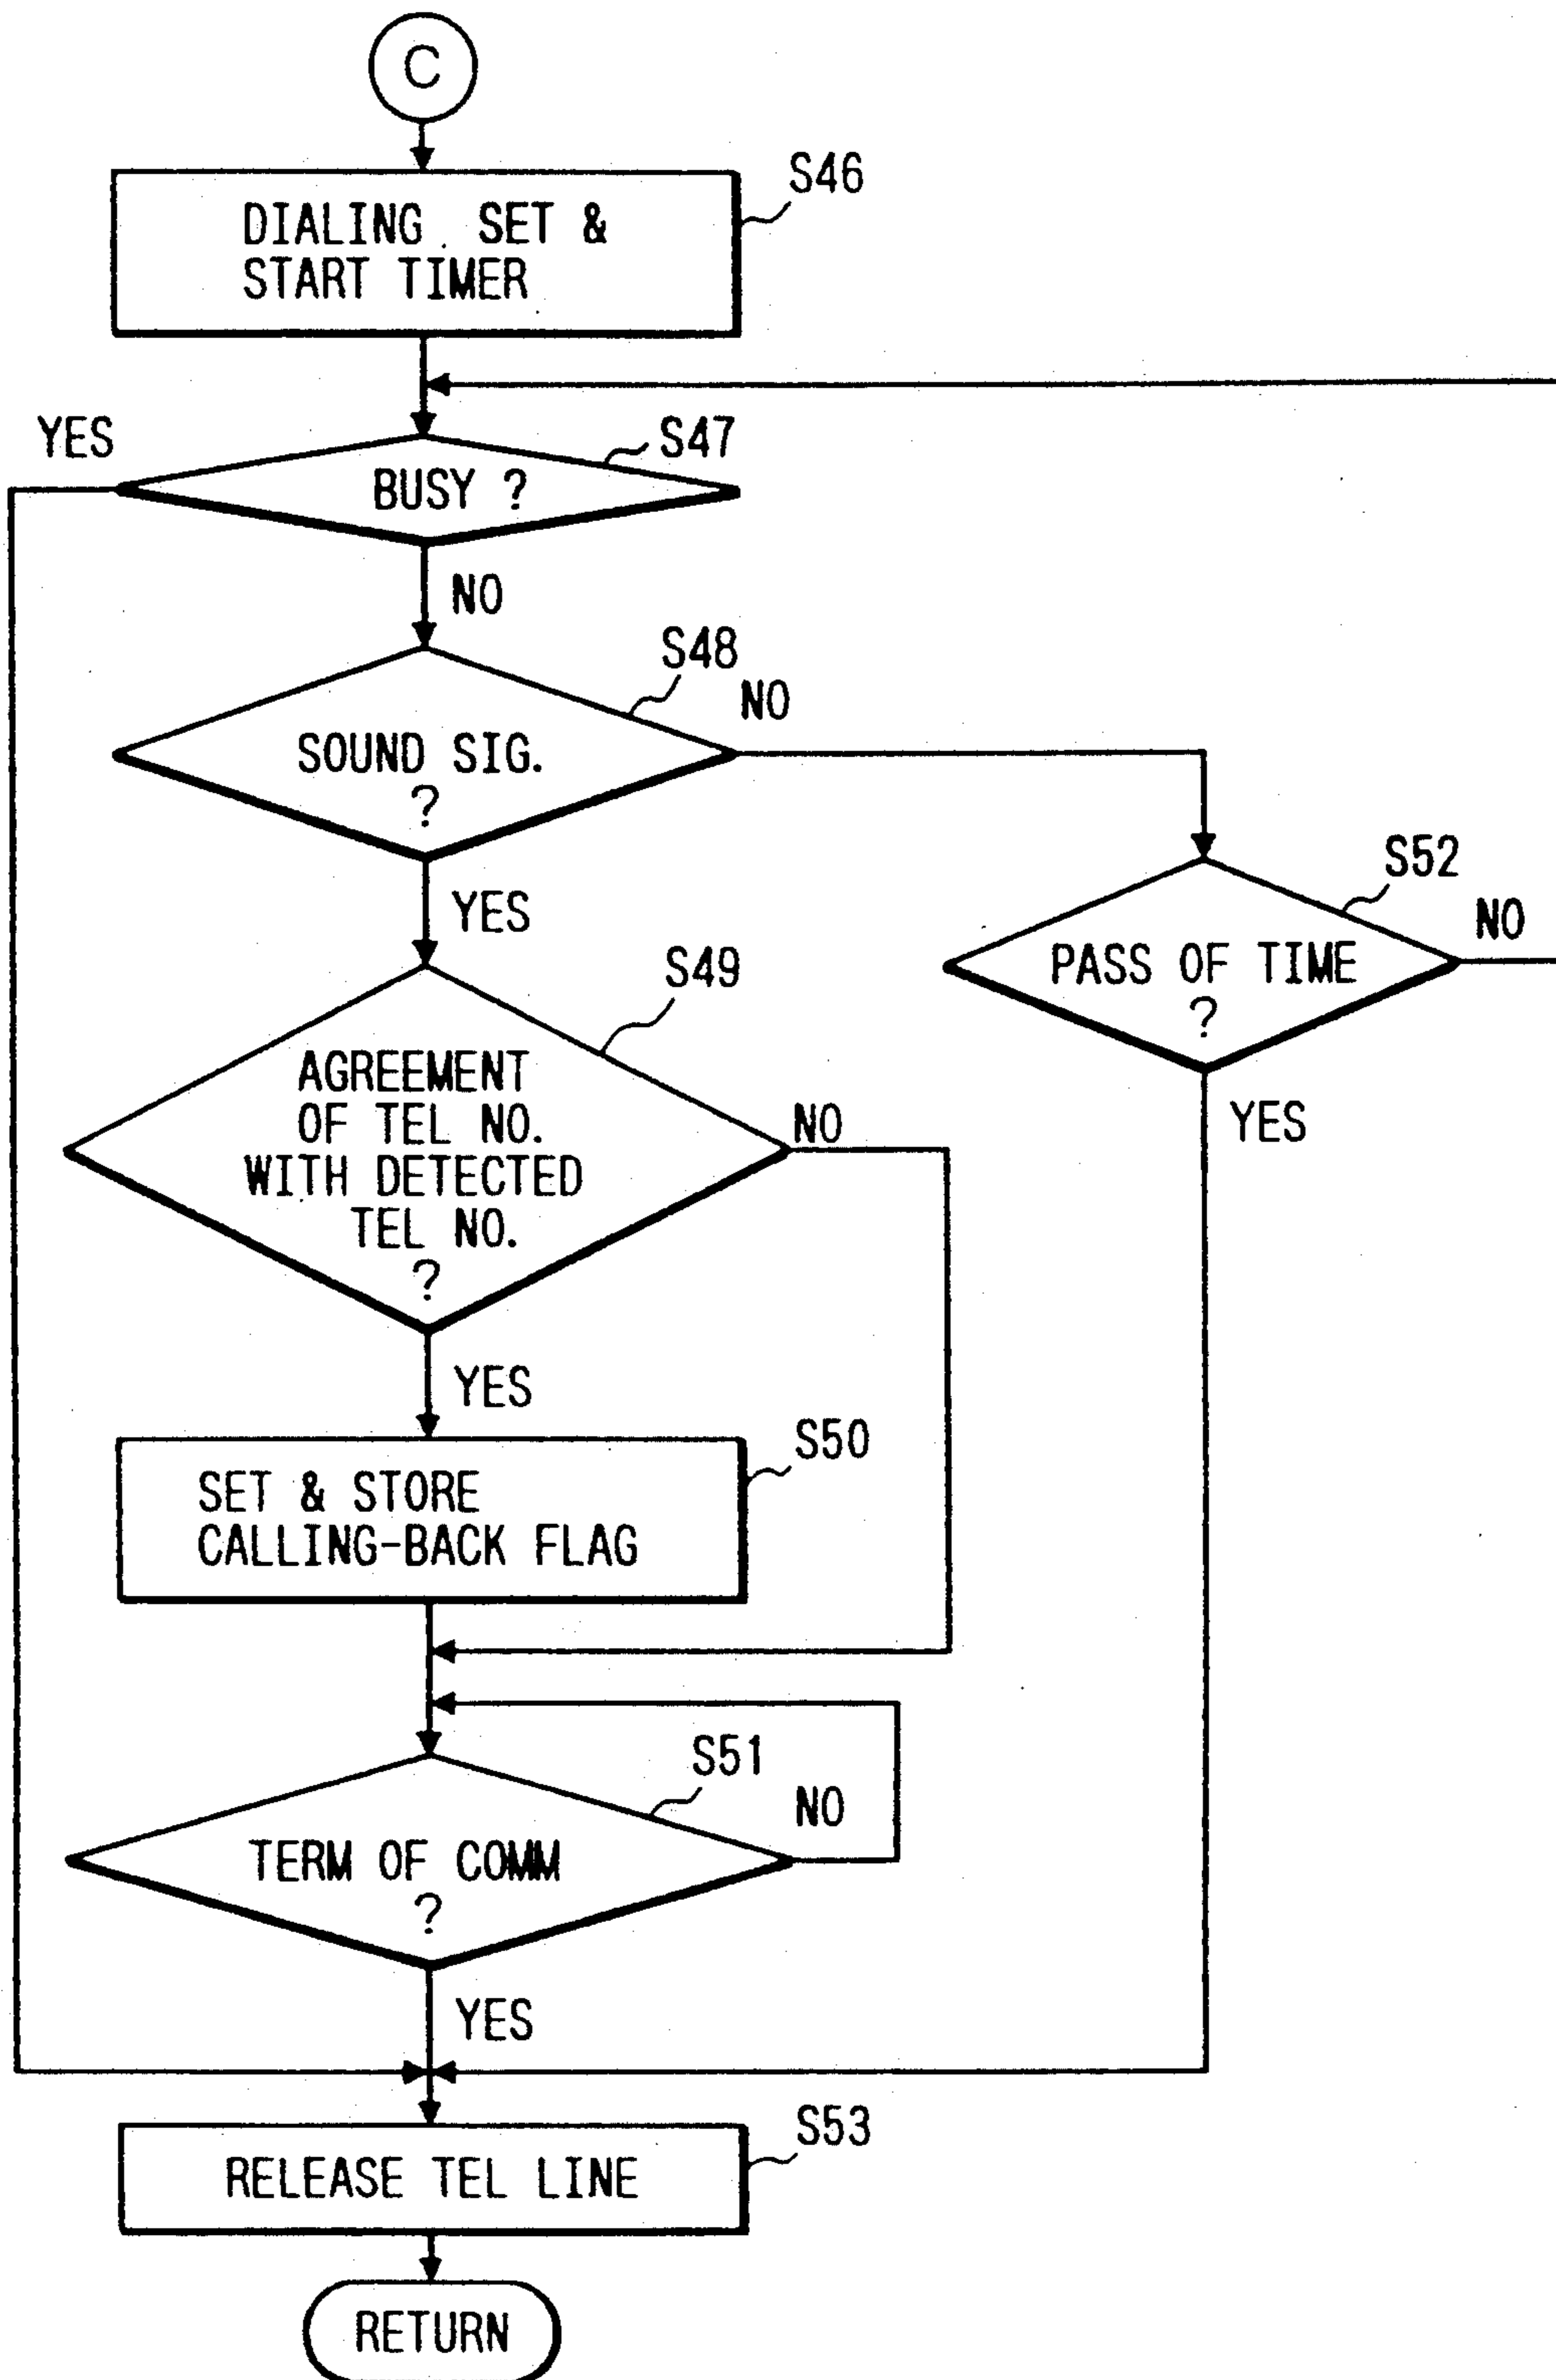 C
S46
DIALING. SET &
START TIMER
YES
S47
BUSY ?
NO
S48
NO
SOUND SIG.
?
S52
NO
PASS OF TIME
?
YES
YES
S49
AGREEMENT
OF TEL NO.
WITH DETECTED
TEL NO.
?
NO
YES
S50
SET & STORE
CALLING-BACK FLAG
S51
NO
TERM OF COMM
?
YES
S53
RELEASE TEL LINE
RETURN